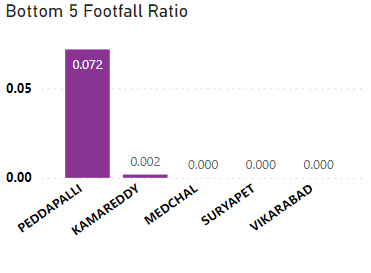 Bottom 5 Footfall Ratio
0.05
0.00
0.072
0.002
0.000
0.000
0.000
PEDDAPALLI
KAMAREDDY
MEDCHAL
SURYAPET
VIKARABAD